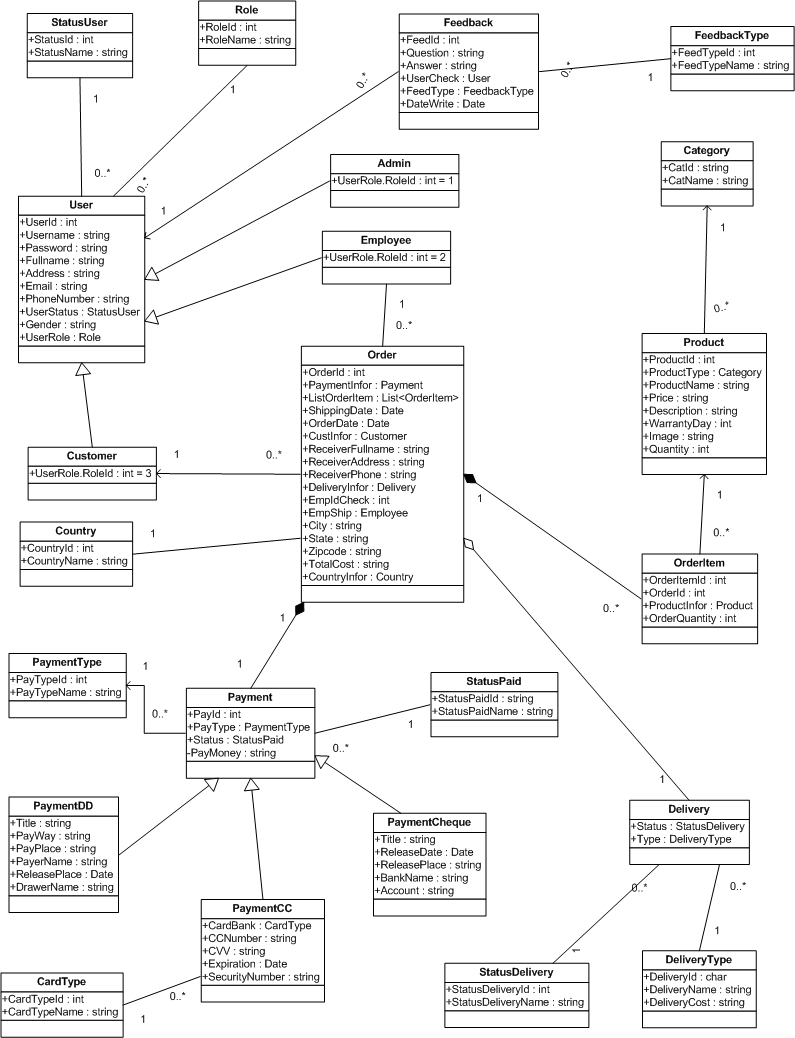 StatusUser
+StatusId : int
+StatusName : string
Role
+RoleId : int
+RoleName : string
Feedback
+FeedId : int
+Question : string
+Answer : string
+UserCheck : User
+FeedType : FeedbackType
+DateWrite : Date
FeedbackType
+FeedTypeId : int
+FeedTypeName : string
1
1
0..*
0..*
1
0..*
0..*
1
Admin
+UserRole.RoleId : int = 1
Category
+CatId : string
+CatName : string
User
+UserId : int
+Username : string
+Password : string
+Fullname : string
+Address : string
+Email : string
+PhoneNumber : string
+UserStatus : StatusUser
+Gender : string
+UserRole : Role
1
Employee
+UserRole.RoleId : int = 2
1
1
0..*
0..*
Order
+OrderId : int
+PaymentInfor : Payment
+ListOrderItem : List<OrderItem>
+ShippingDate : Date
+OrderDate : Date
+CustInfor : Customer
+ReceiverFullname : string
+ReceiverAddress : string
+ReceiverPhone : string
+DeliveryInfor : Delivery
+EmpIdCheck : int
+EmpShip : Employee
+City : string
+State : string
+Zipcode : string
+TotalCost : string
+CountryInfor : Country
Product
+ProductId : int
+ProductType : Category
+ProductName : string
+Price : string
+Description : string
+WarrantyDay : int
+Image : string
+Quantity : int
Customer
+UserRole.RoleId : int = 3
1
0..*
Country
+CountryId : int
+CountryName : string
1
1
1
0..*
OrderItem
+OrderItemId : int
+OrderId : int
+ProductInfor : Product
+OrderQuantity : int
0..*
1
1
PaymentType
+PayTypeId : int
+PayTypeName : string
1
0..*
Payment
+PayId : int
+PayType : PaymentType
+Status : StatusPaid
-PayMoney : string
StatusPaid
+StatusPaidId : string
+StatusPaidName : string
1
0..*
1
PaymentDD
+Title : string
+PayWay : string
+PayPlace : string
+PayerName : string
+ReleasePlace : Date
+DrawerName : string
PaymentCheque
+Title : string
+ReleaseDate : Date
+ReleasePlace : string
+BankName : string
+Account : string
Delivery
+Status : StatusDelivery
+Type : DeliveryType
0..*
0..*
1
1
PaymentCC
+CardBank : CardType
+CCNumber : string
+CVV : string
+Expiration : Date
+SecurityNumber : string
CardType
+CardTypeId : int
+CardTypeName : string
0..*
1
StatusDelivery
+StatusDeliveryId : int
+StatusDeliveryName : string
DeliveryType
+DeliveryId : char
+DeliveryName : string
+DeliveryCost : string